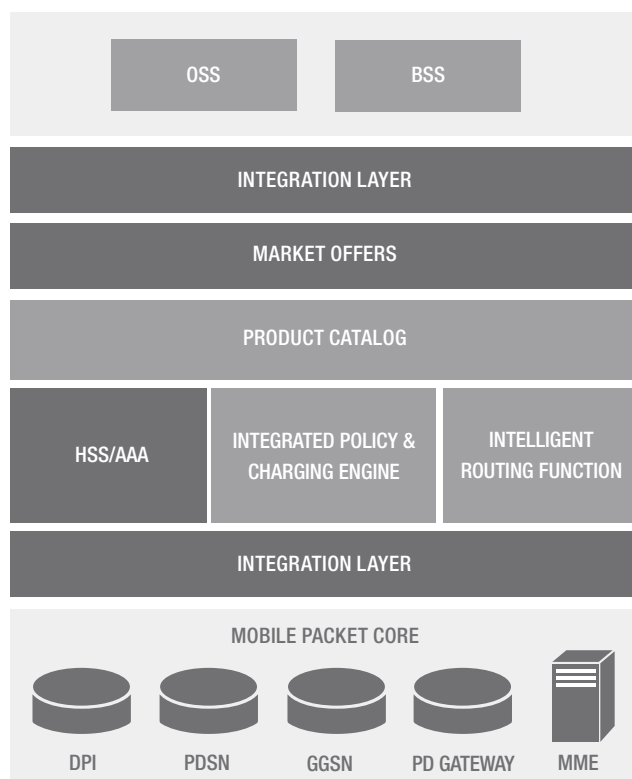 OSS
BSS
INTEGRATION LAYER
MARKET OFFERS
PRODUCT CATALOG
HSS/AAA
INTEGRATED POLICY &
CHARGING ENGINE
INTELLIGENT
ROUTING FUNCTION
INTEGRATION LAYER
MOBILE PACKET CORE
DPI
PDSN
GGSN
PD GATEWAY
MME